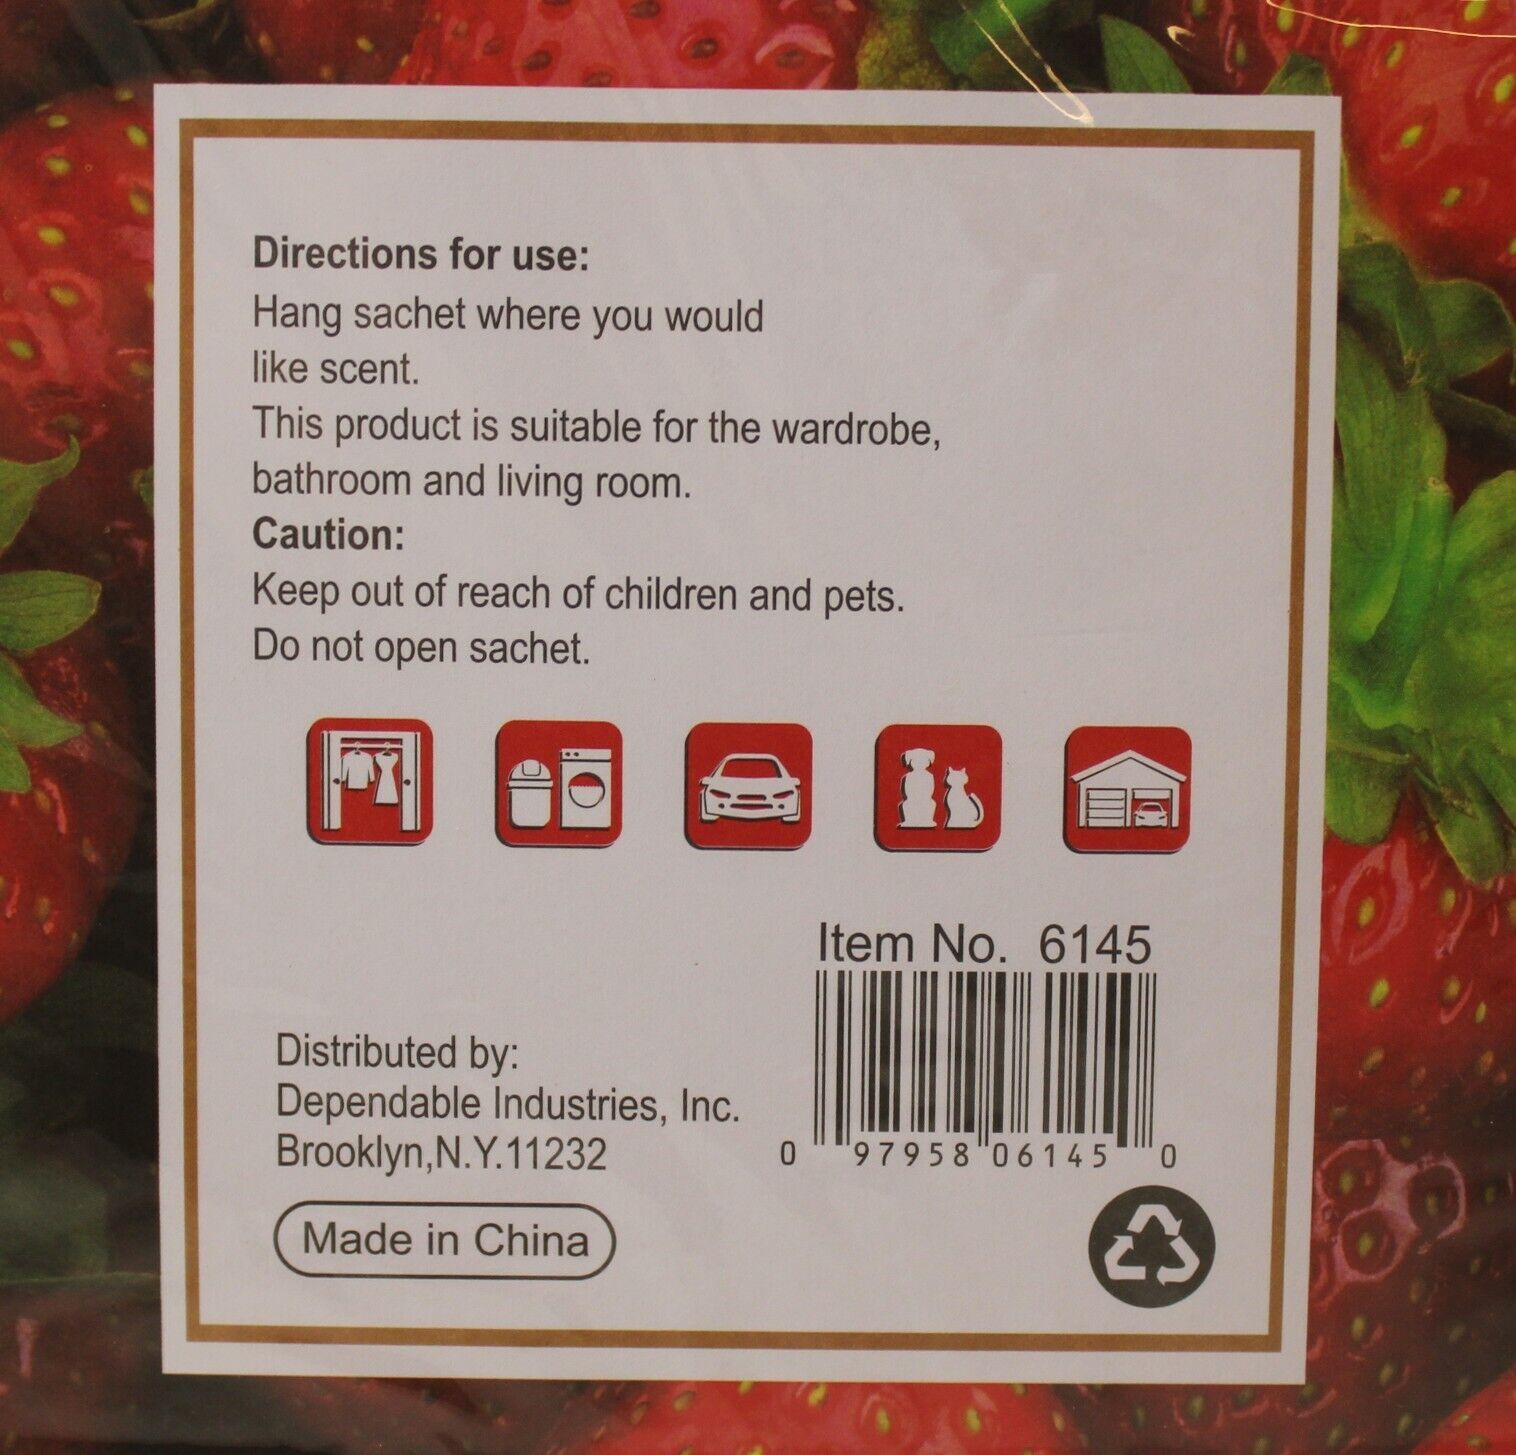 Directions for use:
Hang sachet where you would
like scent.
This product is suitable for the wardrobe,
bathroom and living room.
Caution:
Keep out of reach of children and pets.
Do not open sachet.
Item No. 6145
Distributed by:
Dependable Industries, Inc.
Brooklyn,N.Y.11232
0 97958 06145 0
Made in China